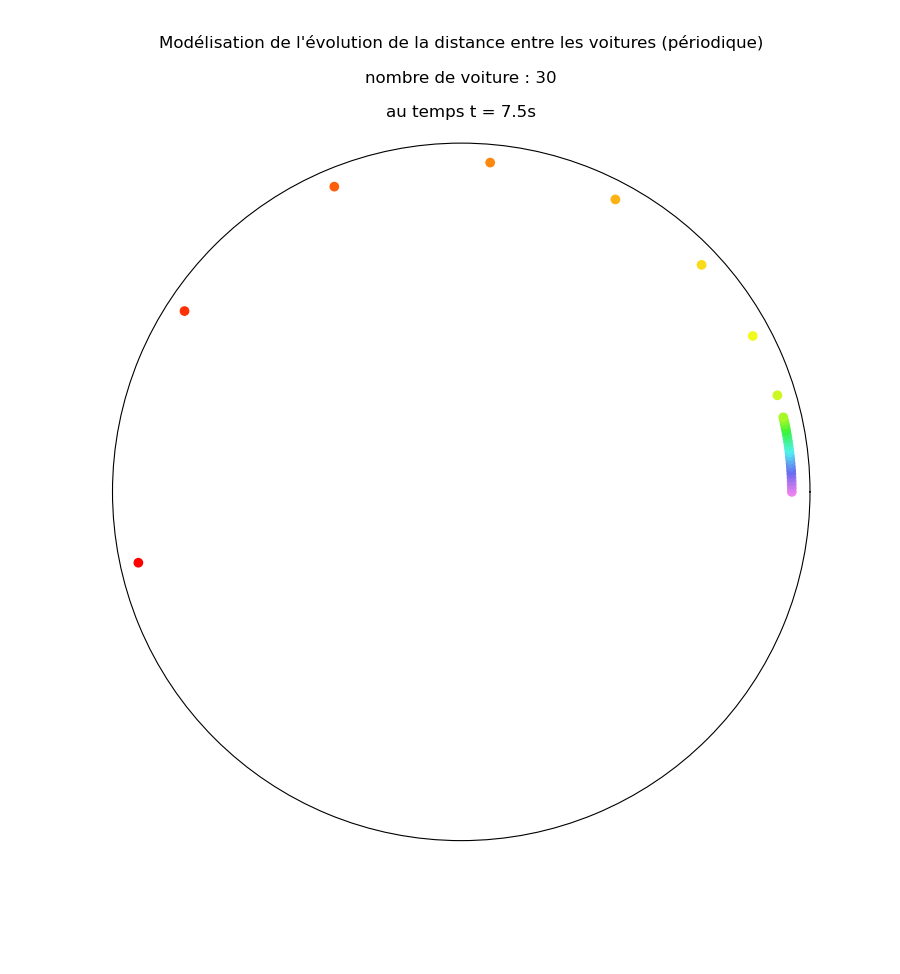 Modélisation de l'évolution de la distance entre les voitures (périodique)
nombre de voiture : 30
au temps t = 7.5s